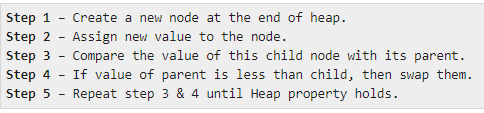 Step 1 – Create a new node at the end of heap.
Step 2 – Assign new value to the node.
Step 3 – Compare the value of this child node with its parent.
Step 4 – If value of parent is less than child, then swap them.
Step 5 – Repeat step 3 & 4 until Heap property holds.